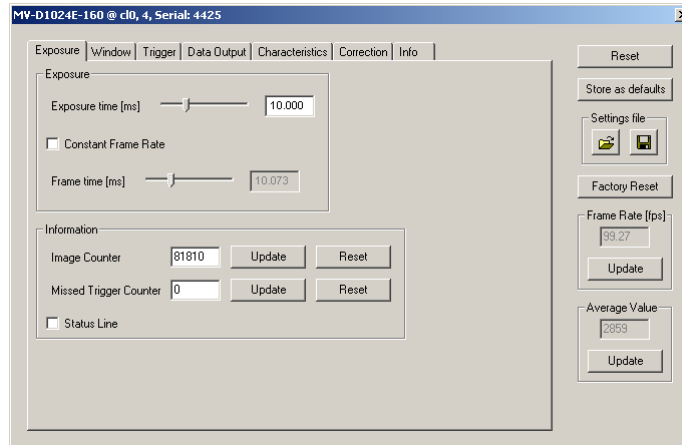 MV-D1024E-160 @ cl0, 4, Serial: 4425
Exposure Window Trigger Data Output Characteristics Correction Info
Exposure
Exposure time [ms] 10.000
Constant Frame Rate
Frame time [ms] 10.073
Information
Image Counter 81810 Update Reset
Missed Trigger Counter 0 Update Reset
Status Line
Reset
Store as defaults
Settings file
Factory Reset
Frame Rate [fps]
99.27
Update
Average Value
2859
Update